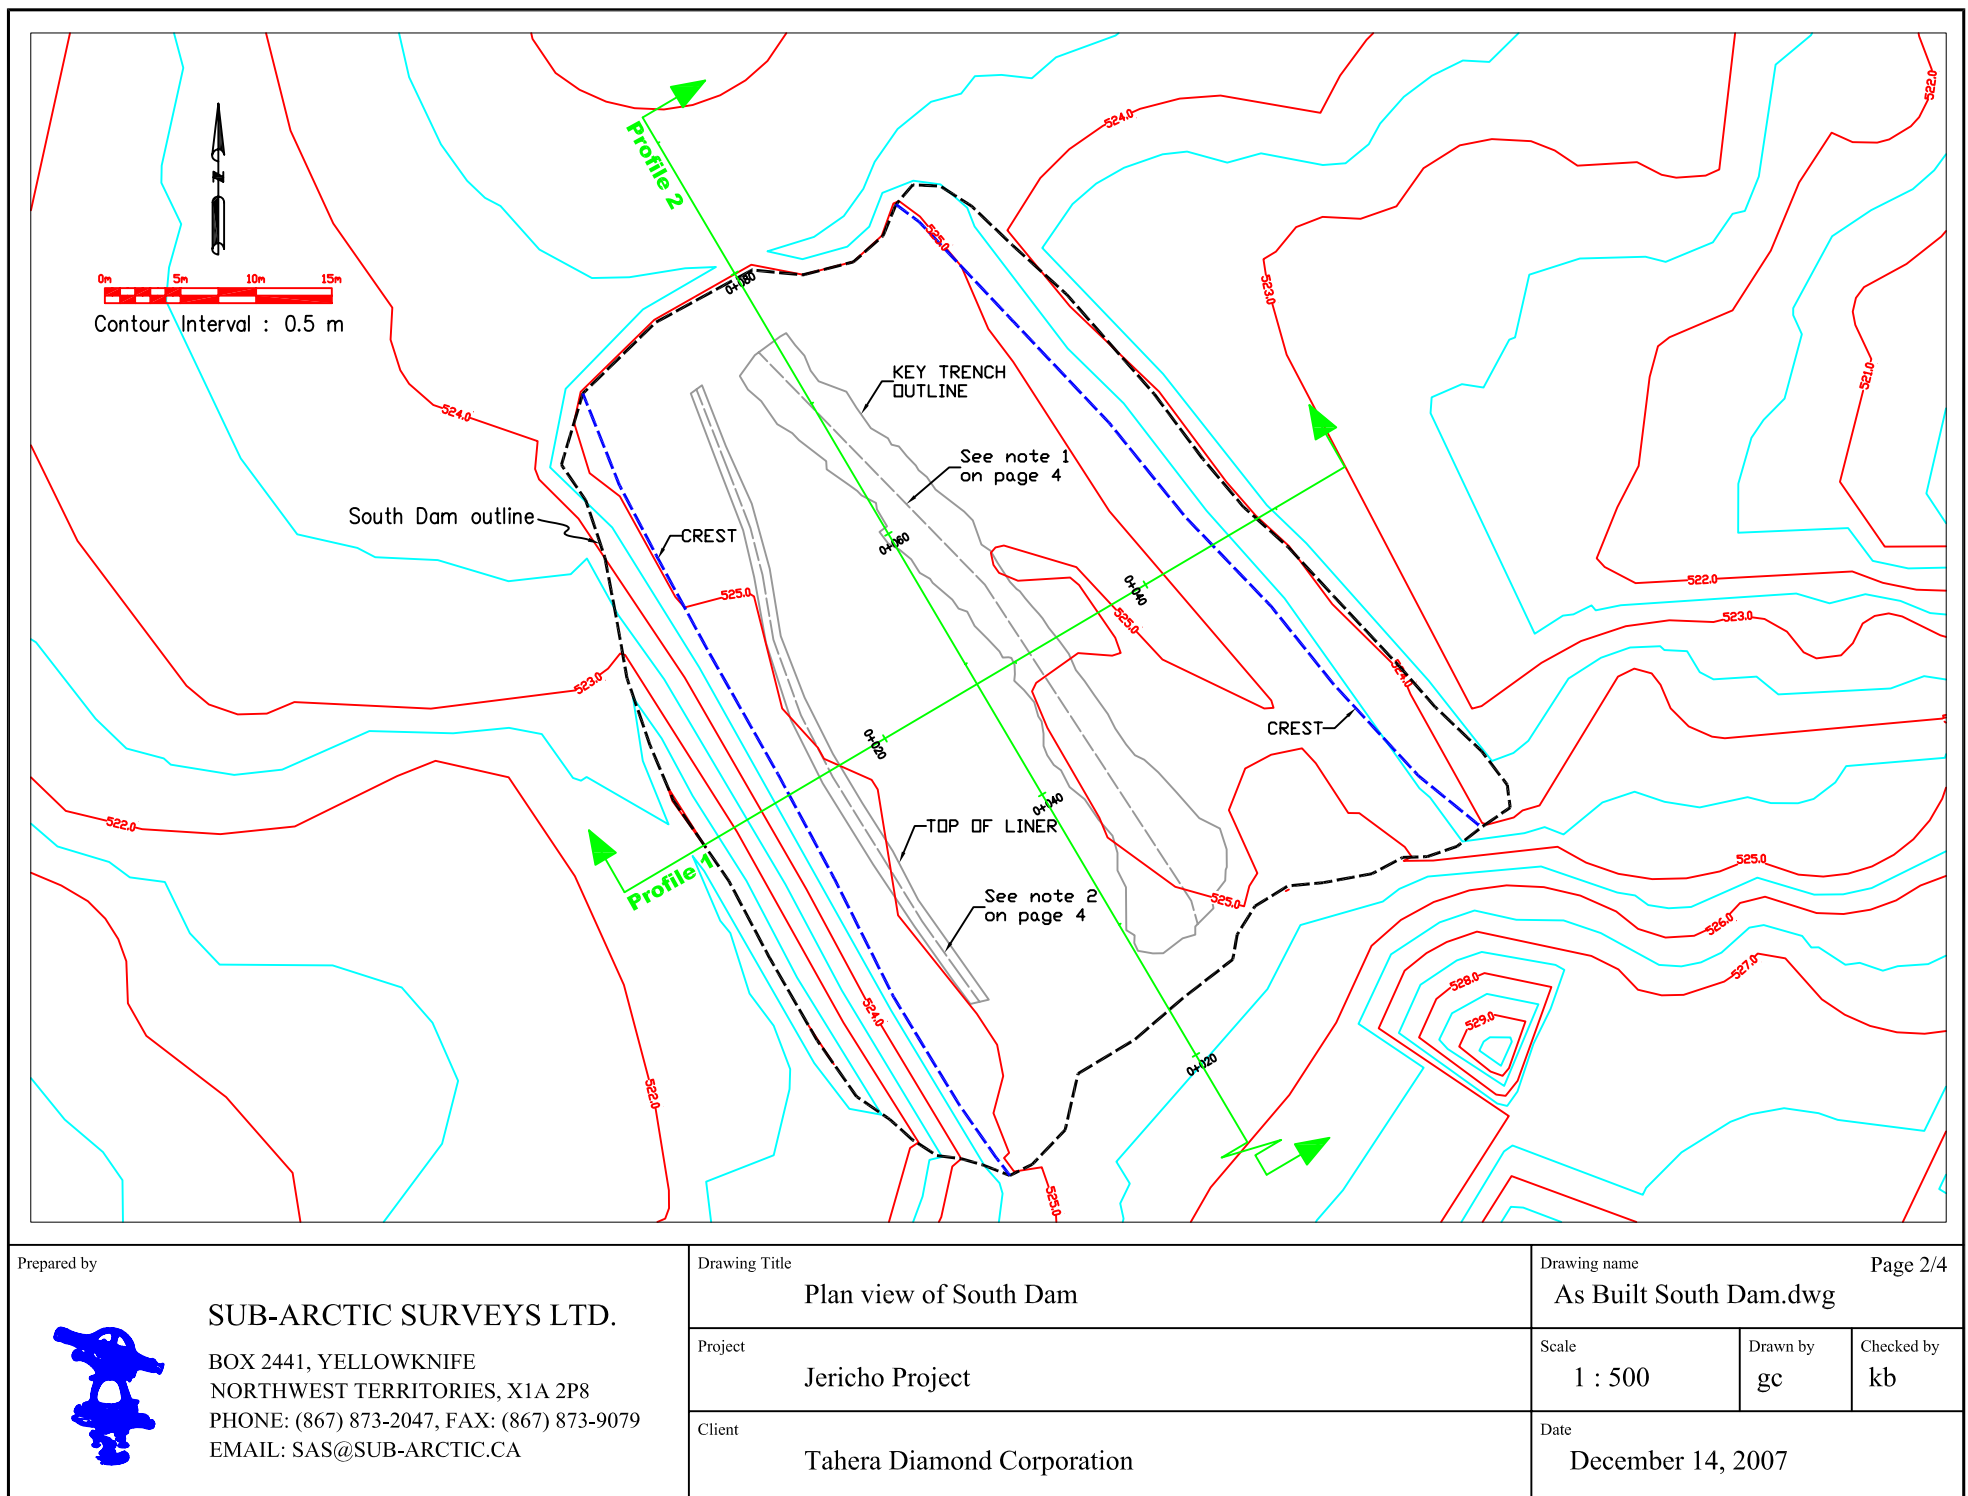 Profile 2
0m 5m 10m 15m
Contour Interval : 0.5 m
N
524.0
522.0
525.0
523.0
521.0
0+080
KEY TRENCH
OUTLINE
524.0
See note 1
on page 4
South Dam outline
CREST
0+060
525.0
0+040
525.0
522.0
523.0
523.0
524.0
CREST
0+020
0+040
522.0
TOP OF LINER
525.0
Profile 1
See note 2
on page 4
525.0
526.0
527.0
528.0
529.0
524.0
0+020
522.0
525.0
Prepared by
SUB-ARCTIC SURVEYS LTD.
BOX 2441, YELLOWKNIFE
NORTHWEST TERRITORIES, X1A 2P8
PHONE: (867) 873-2047, FAX: (867) 873-9079
EMAIL: SAS@SUB-ARCTIC.CA
Drawing Title
Plan view of South Dam
Project
Jericho Project
Client
Tahera Diamond Corporation
Drawing name Page 2/4
As Built South Dam.dwg
Scale
1 : 500
Drawn by
gc
Checked by
kb
Date
December 14, 2007